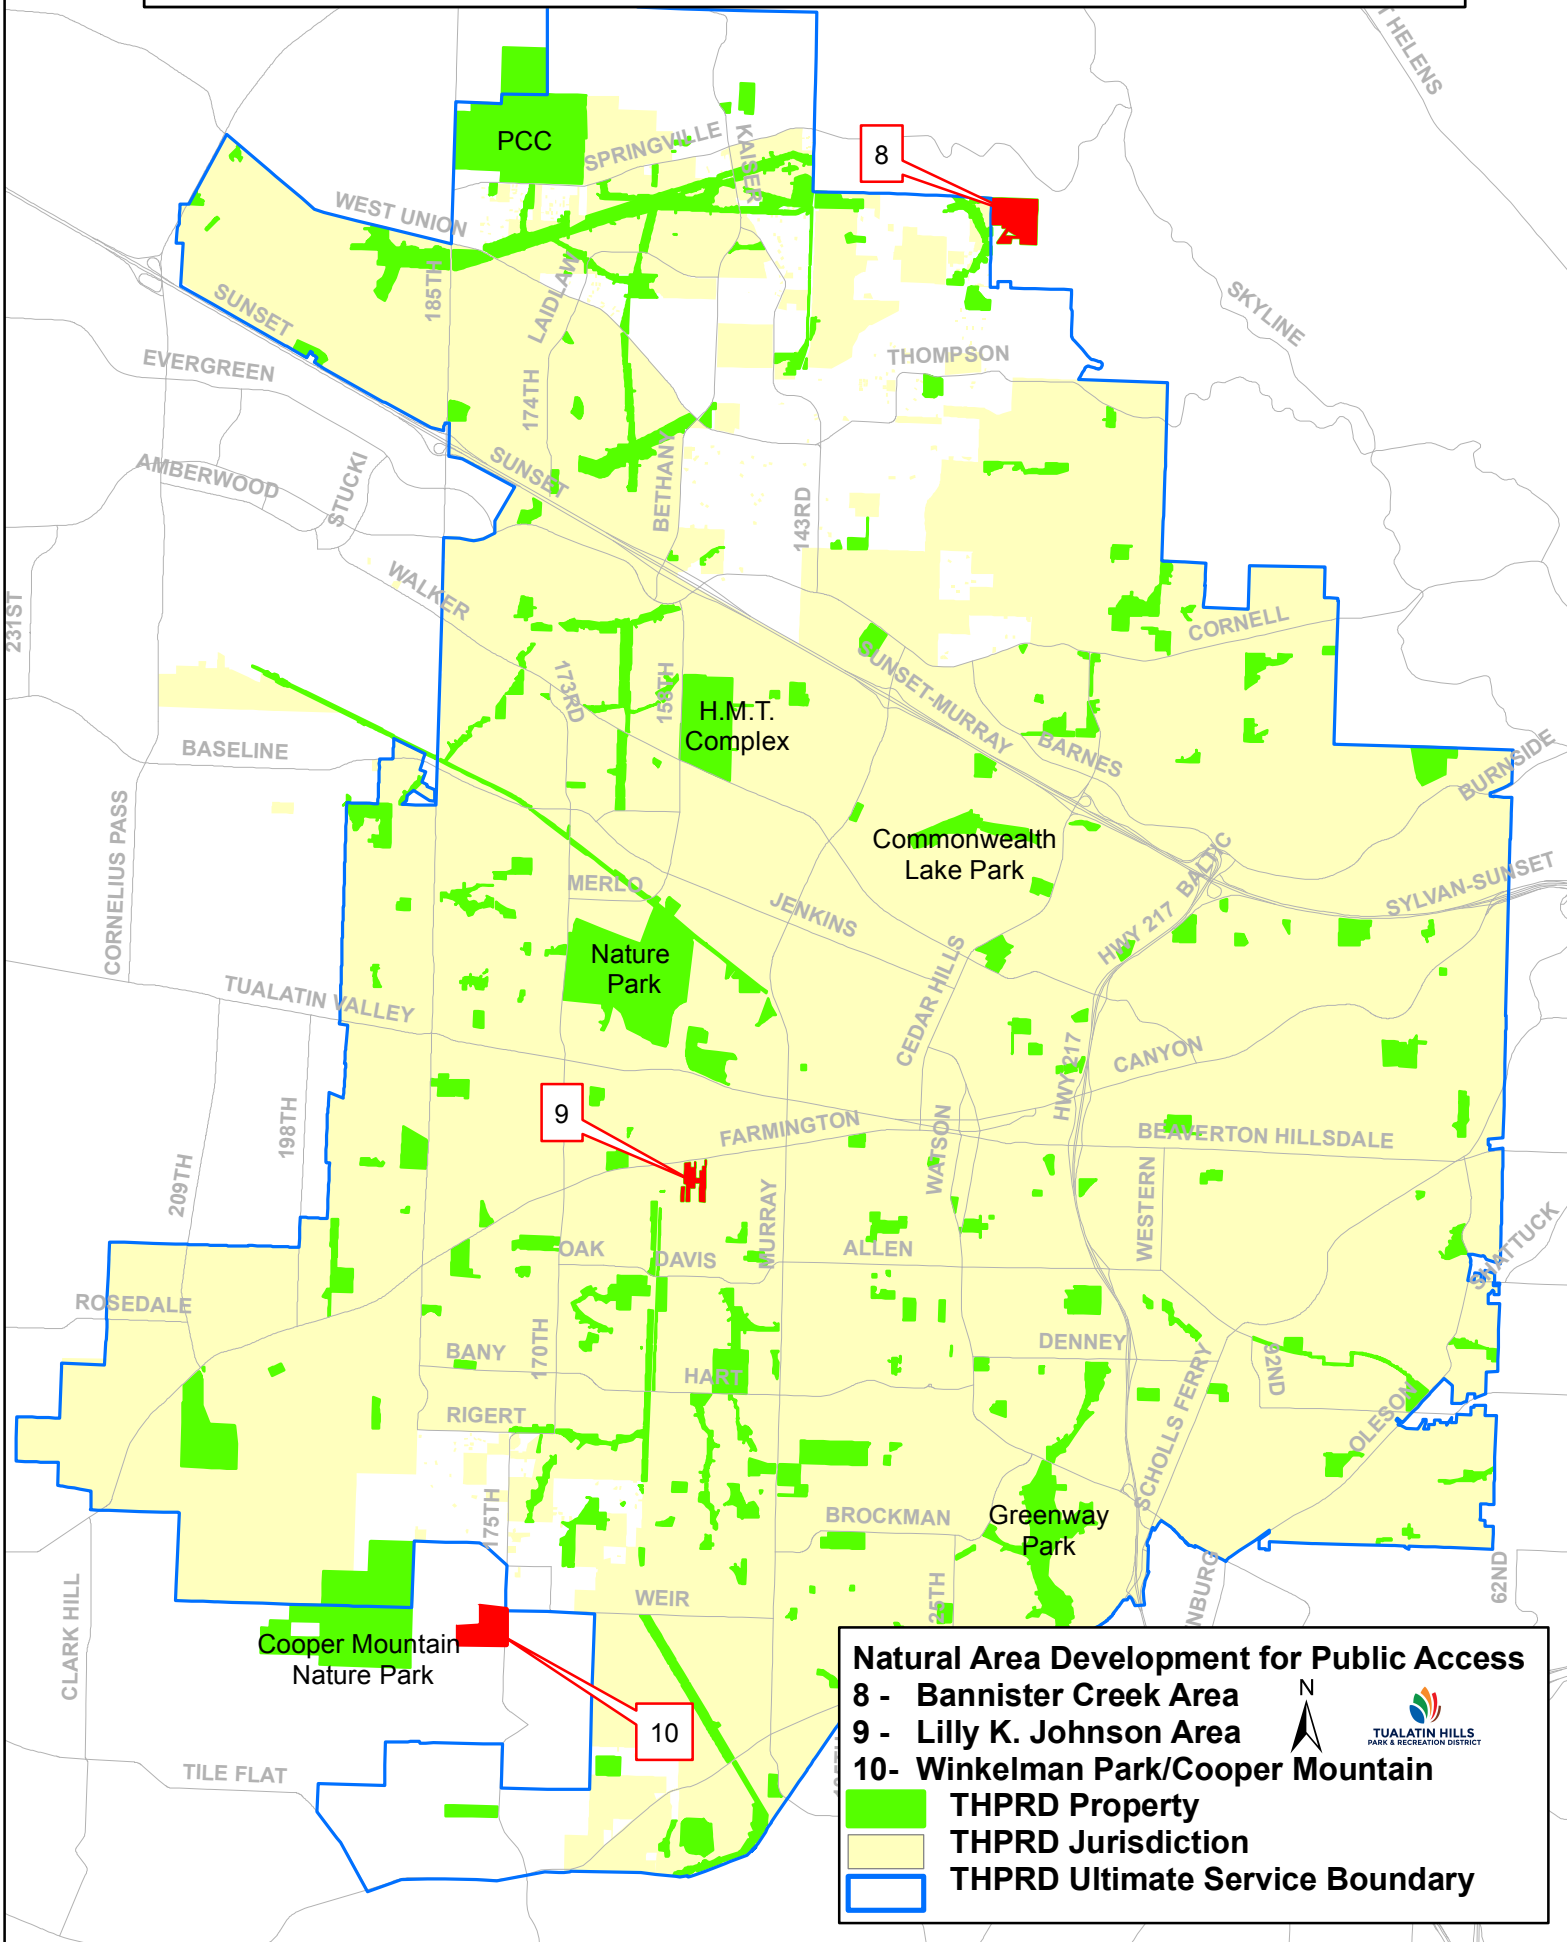 T HELENS
PCC
SPRINGVILLE
KAISER
8
WEST UNION
185TH
LAIDLAW
SUNSET
SKYLINE
EVERGREEN
THOMPSON
174TH
AMBERWOOD
STUCKI
SUNSET
BETHANY
143RD
WALKER
231ST
CORNELL
173RD
158TH
SUNSET-MURRAY
H.M.T.
Complex
BASELINE
BARNES
BURNSIDE
CORNELIUS PASS
Commonwealth
Lake Park
BALTIC
MERLO
JENKINS
SYLVAN-SUNSET
HWY 217
Nature
Park
CEDAR HILLS
TUALATIN VALLEY
HWY 217
CANYON
198TH
9
FARMINGTON
WATSON
BEAVERTON HILLSDALE
209TH
MURRAY
WESTERN
OAK
DAVIS
ALLEN
SHATTUCK
ROSEDALE
BANY
170TH
HART
DENNEY
92ND
SCHOLLS FERRY
RIGERT
OLESON
175TH
BROCKMAN
Greenway
Park
CLARK HILL
WEIR
25TH
NBURG
62ND
Cooper Mountain
Nature Park
10
TILE FLAT
Natural Area Development for Public Access
8 - Bannister Creek Area
N
9 - Lilly K. Johnson Area
TUALATIN HILLS
PARK & RECREATION DISTRICT
10- Winkelman Park/Cooper Mountain
THPRD Property
THPRD Jurisdiction
THPRD Ultimate Service Boundary